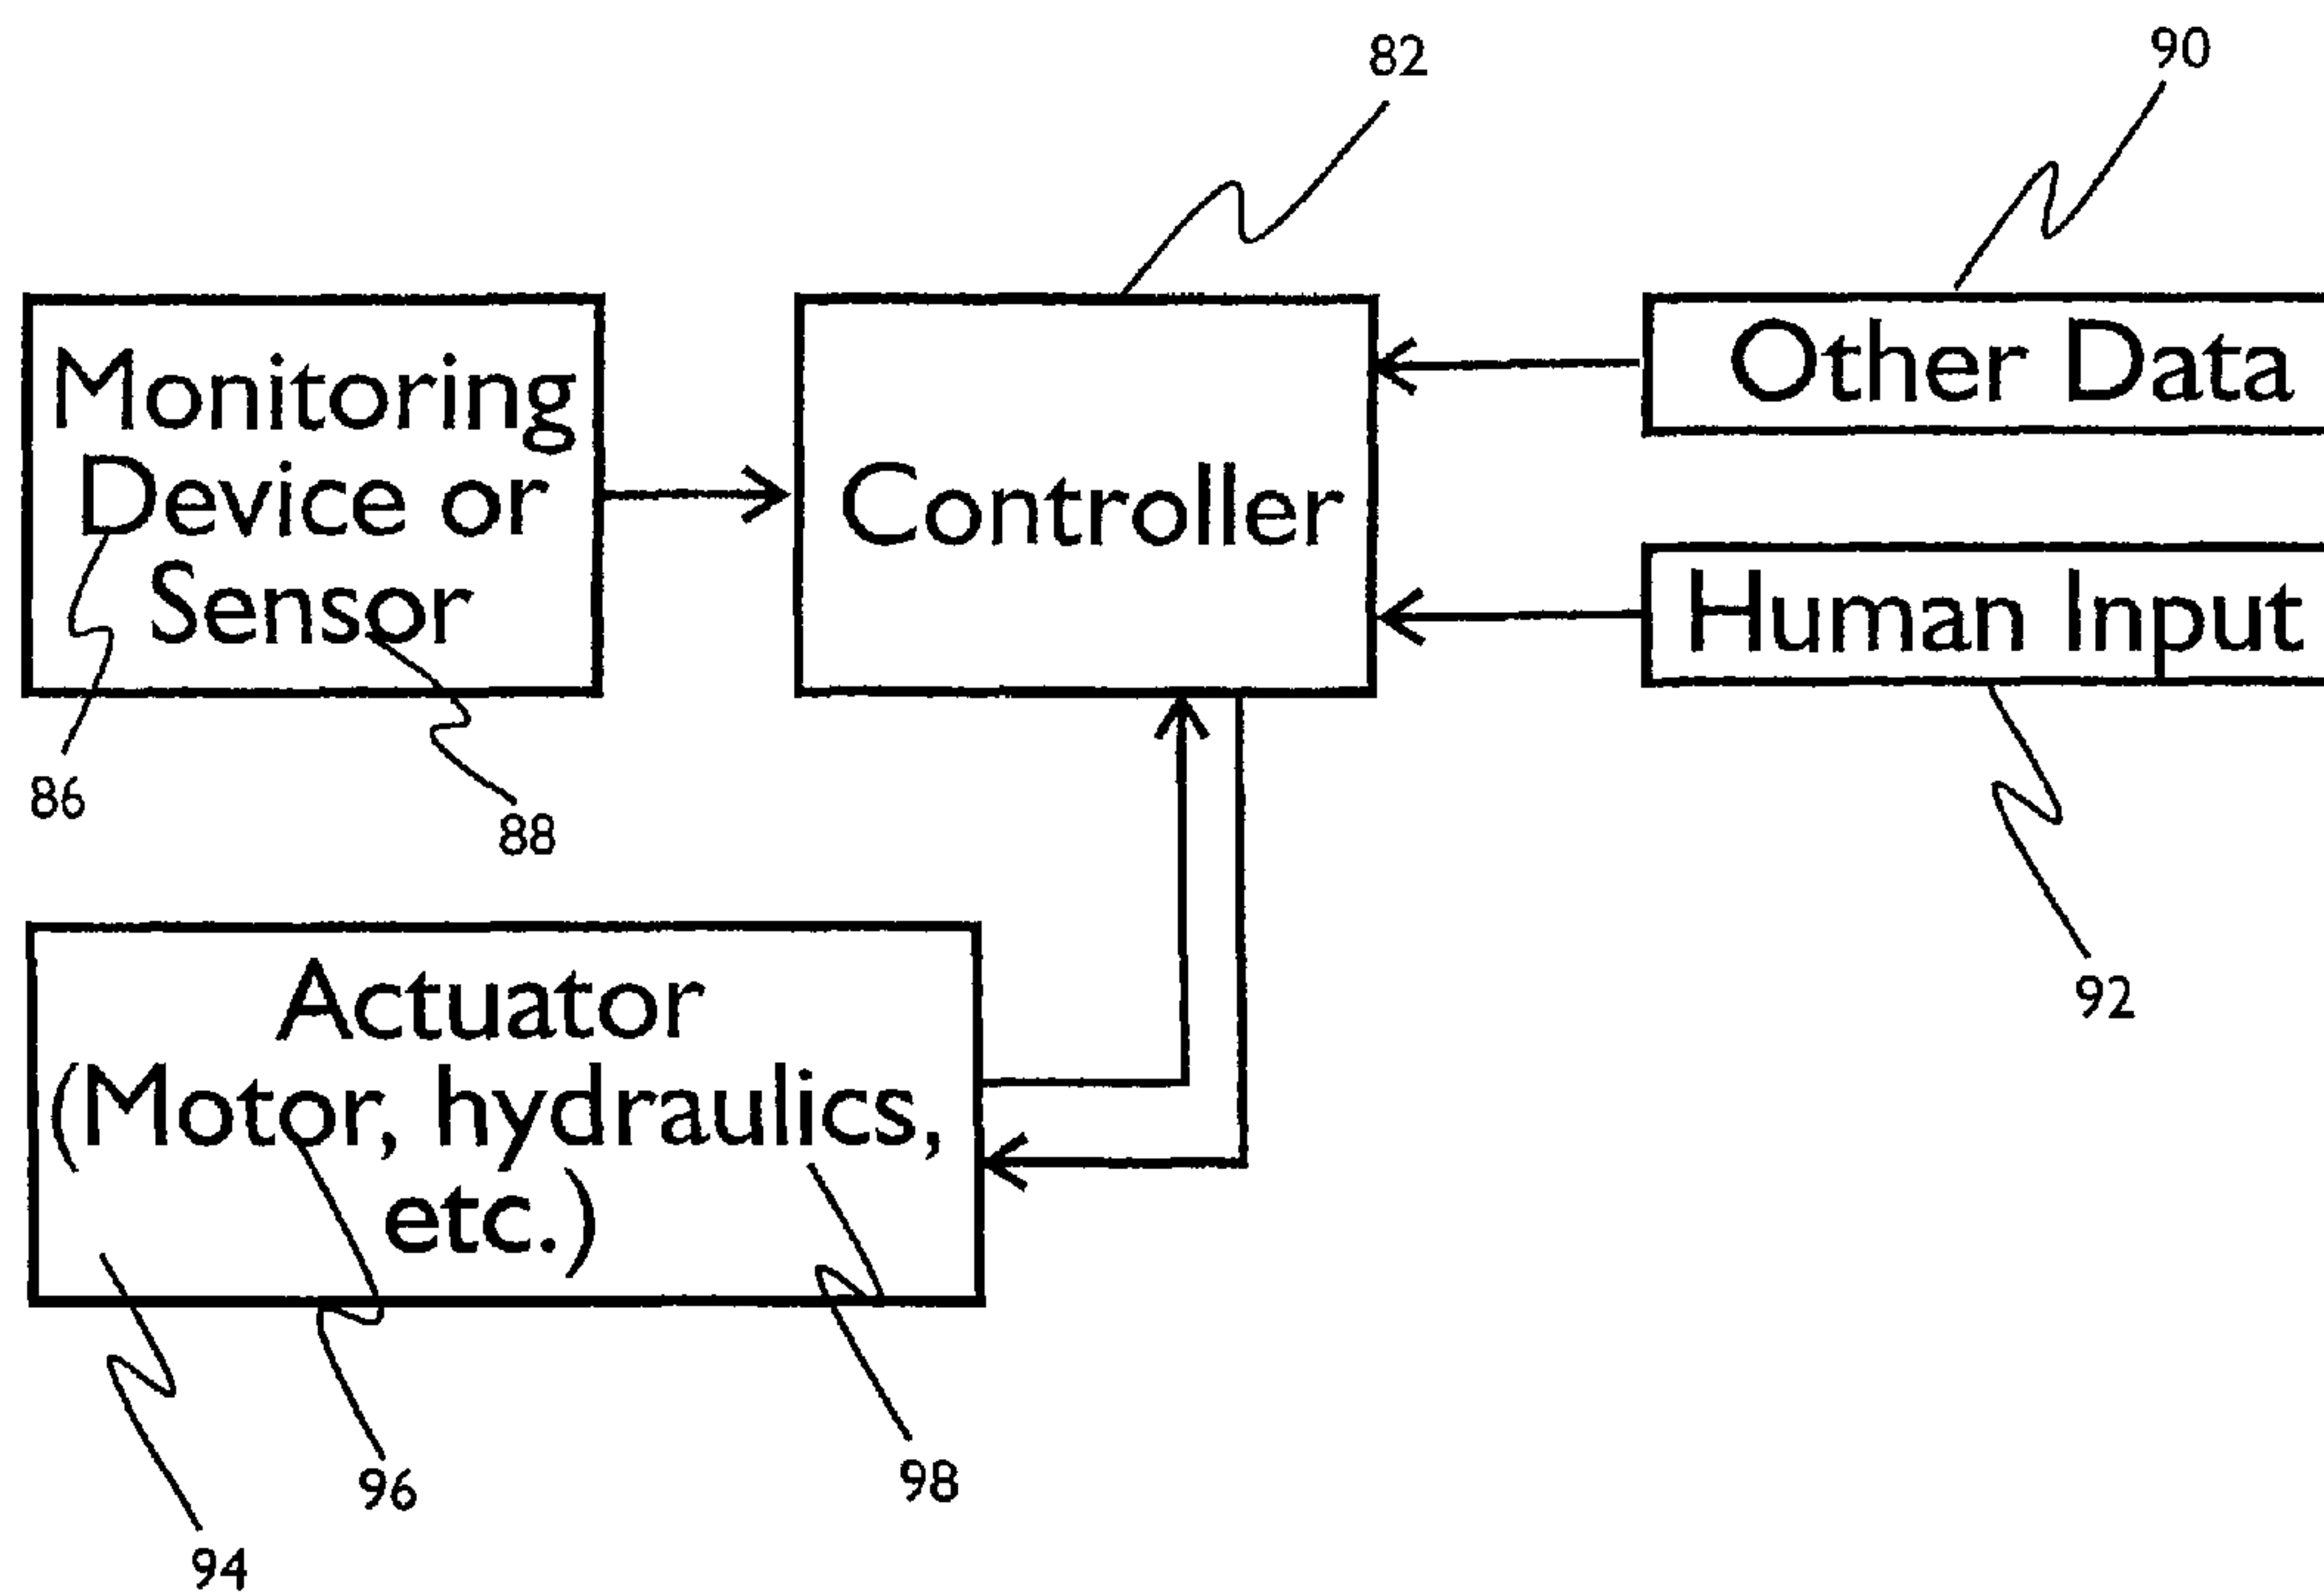 82
90
Monitoring
Device or
Sensor
Controller
Other Data
Human Input
86
88
92
Actuator
(Motor, hydraulics,
etc.)
96
98
94